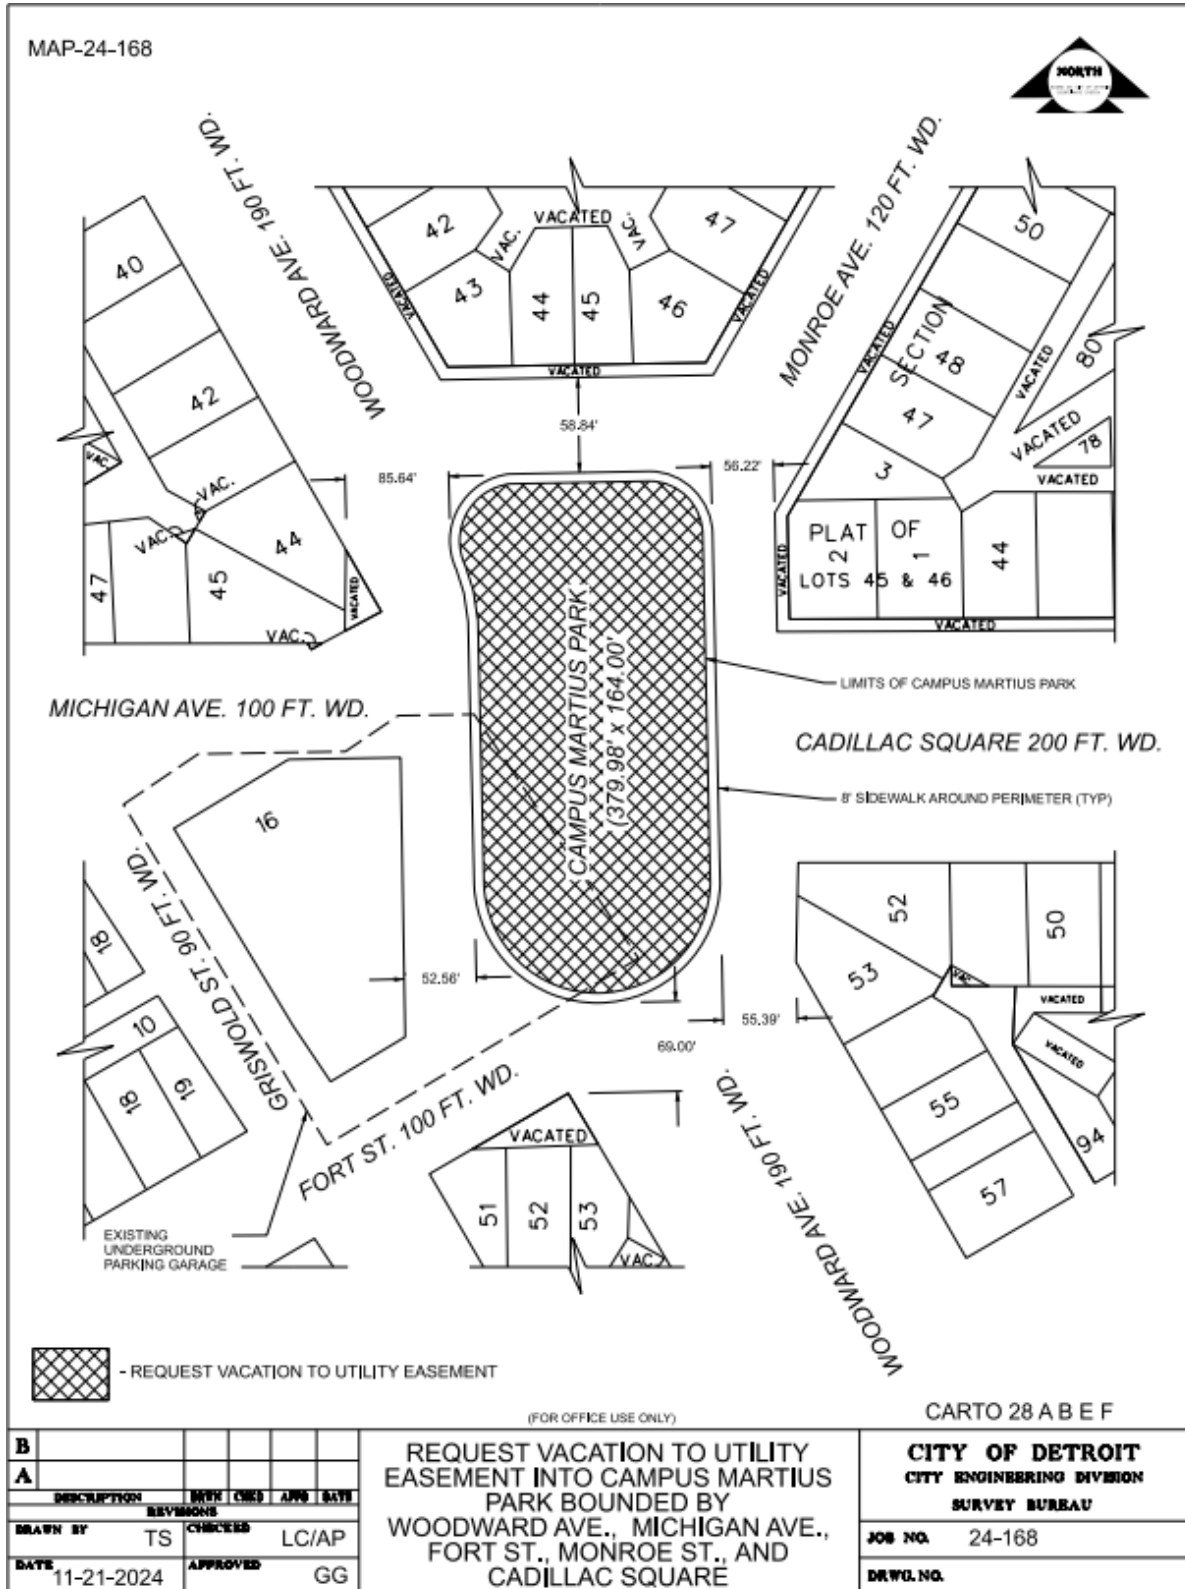 MAP-24-168
NORTH
WOODWARD AVE. 190 FT. WD.
MONROE AVE. 120 FT. WD.
40
42
VAC.
VAC.
VAC.
44
45
47
VAC.
42
VACATED
47
VAC.
VAC.
43
44
45
46
VACATED
VACATED
VACATED
50
SECTION
48
47
3
VACATED
VACATED
80
VACATED
78
VACATED
PLAT OF
2
1
LOTS 45 & 46
44
VACATED
VACATED
VACATED
58.84'
85.64'
56.22'
CAMPUS MARTIUS PARK
(379.98' x 164.00')
LIMITS OF CAMPUS MARTIUS PARK
MICHIGAN AVE. 100 FT. WD.
CADILLAC SQUARE 200 FT. WD.
8' SIDEWALK AROUND PERIMETER (TYP)
16
GRISWOLD ST. 90 FT. WD.
18
10
18
19
52.56'
55.39'
69.00'
52
50
53
VAC.
VACATED
VACATED
55
57
94
FORT ST. 100 FT. WD.
WOODWARD AVE. 190 FT. WD.
VACATED
51
52
53
VAC.
EXISTING
UNDERGROUND
PARKING GARAGE
- REQUEST VACATION TO UTILITY EASEMENT
(FOR OFFICE USE ONLY)
CARTO 28 A B E F
B
A
DESCRIPTION DRWN CHKD APPD DATE
REVISIONS
DRAWN BY TS
CHECKED LC/AP
DATE 11-21-2024
APPROVED GG
REQUEST VACATION TO UTILITY
EASEMENT INTO CAMPUS MARTIUS
PARK BOUNDED BY
WOODWARD AVE., MICHIGAN AVE.,
FORT ST., MONROE ST., AND
CADILLAC SQUARE
CITY OF DETROIT
CITY ENGINEERING DIVISION
SURVEY BUREAU
JOB NO. 24-168
DRWG. NO.